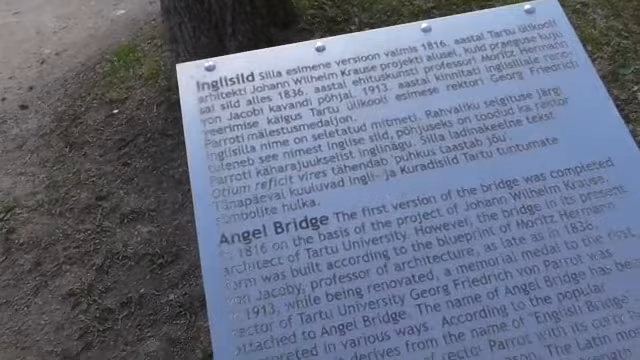 Inglisild Silla esimene versioon valmis 1816. aastal Tartu ülikooli
arhitekti Johann Wilhelm Krause projekti alusel, kuid praeguse kuju
sai sild alles 1836. aastal ehituskunsti professori Moritz Hermann
von Jacobi kavandi põhjal. 1913. aastal kinnitati inglisillale
veerimise käigus Tartu ülikooli esimese rektori Georg Friedrich
Parroti mälestusmedaljon.
Inglisilla nime on seletatud mitmeti. Rahvaliku selgituse järgi
tuleneb see nimest Inglise sild, põhjuseks on toodud ka rektor
Parroti käharajuukselist inglinägu. Silla ladinakeelne tekst
Otium reficit vires tähendab 'puhkus taastab jõu'.
Tänapäeval kuuluvad Ingli- ja Kuradisild Tartu tuntumate
sümbolite hulka.
Angel Bridge The first version of the bridge was completed
in 1816 on the basis of the project of Johann Wilhelm Krause,
architect of Tartu University. However, the bridge in its present
form was built according to the blueprint of Moritz Hermann
von Jacobi, professor of architecture, as late as in 1836.
In 1913, while being renovated, a memorial medal to the first
rector of Tartu University Georg Friedrich von Parrot was
attached to Angel Bridge. The name of Angel Bridge has been
interpreted in various ways. According to the popular
it derives from the name of "English Bridge"
rector Parrot with its curly
The Latin